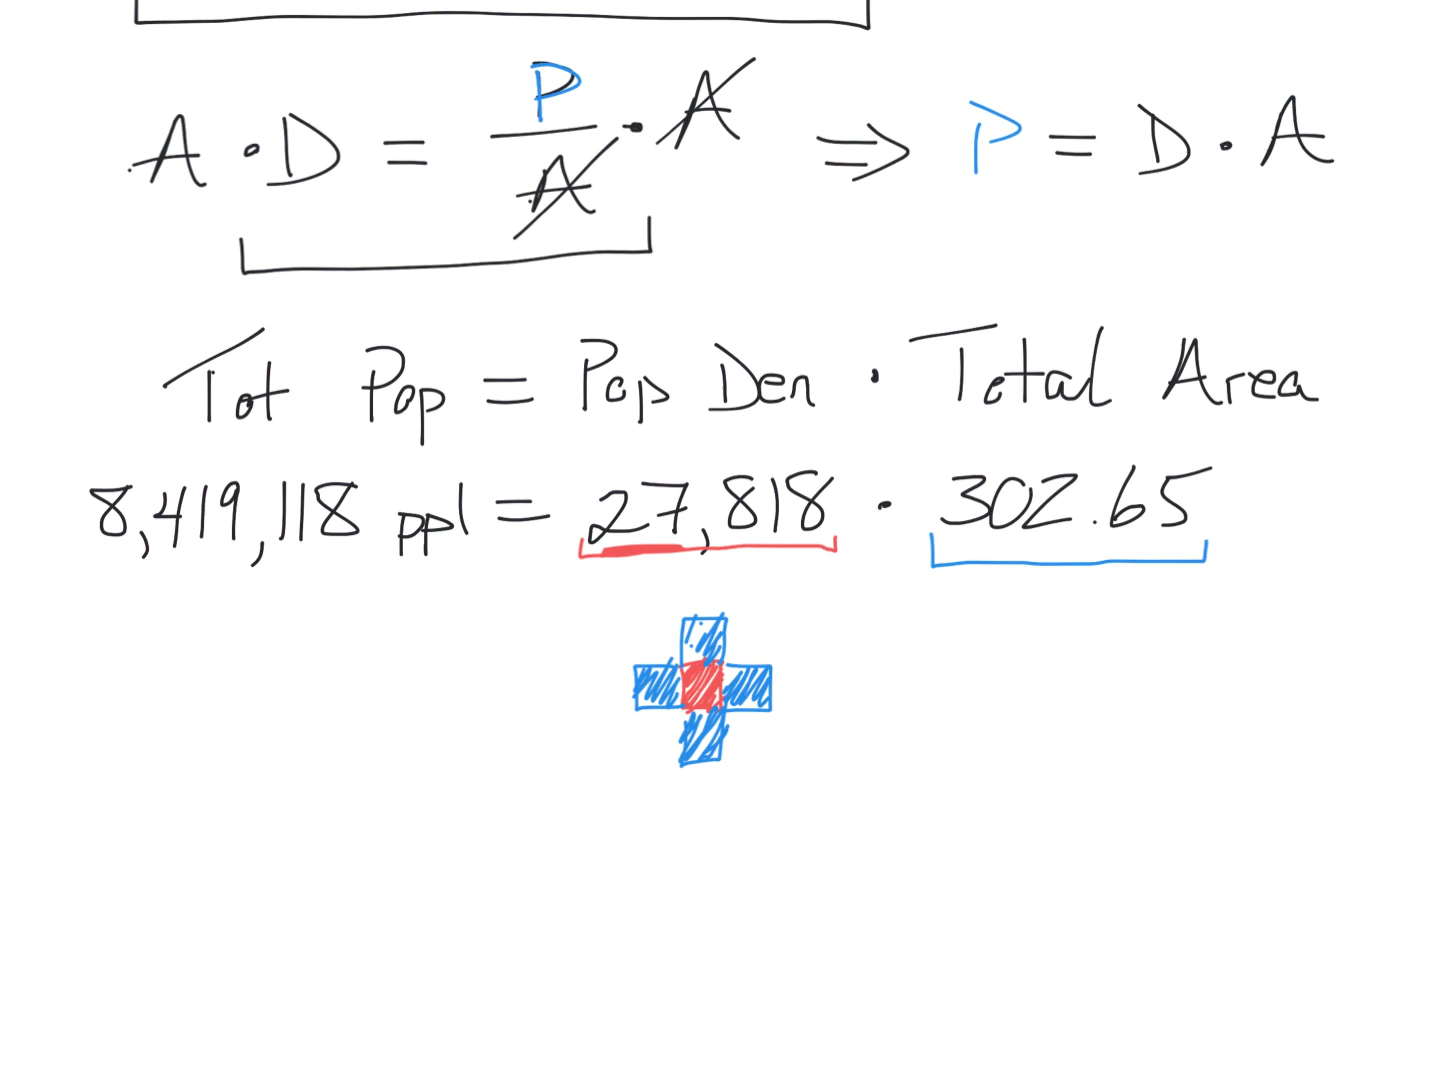 A · D = P/A · A ⇒ P = D · A
Tot Pop = Pop Den · Total Area
8,419,118 ppl = 27,818 · 302.65